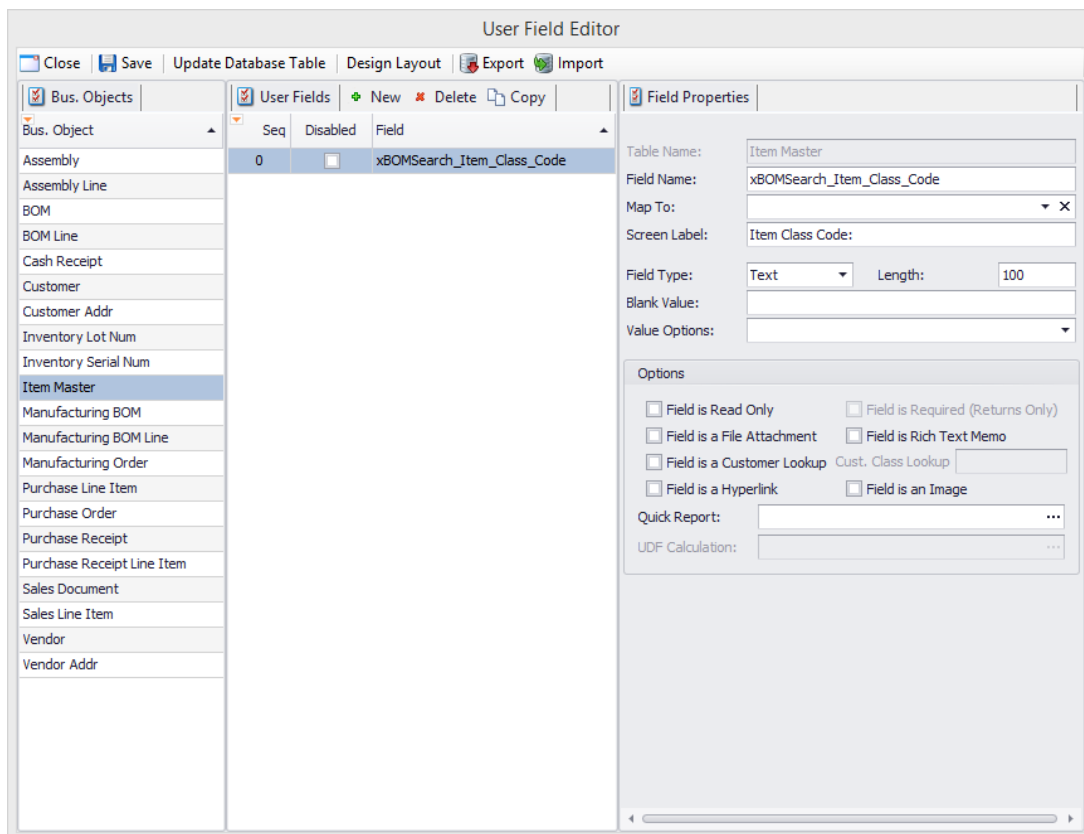 User Field Editor
Close Save Update Database Table Design Layout Export Import
Bus. Objects
Bus. Object
Assembly
Assembly Line
BOM
BOM Line
Cash Receipt
Customer
Customer Addr
Inventory Lot Num
Inventory Serial Num
Item Master
Manufacturing BOM
Manufacturing BOM Line
Manufacturing Order
Purchase Line Item
Purchase Order
Purchase Receipt
Purchase Receipt Line Item
Sales Document
Sales Line Item
Vendor
Vendor Addr
User Fields New Delete Copy
Seq Disabled Field
0 xBOMSearch_Item_Class_Code
Field Properties
Table Name: Item Master
Field Name: xBOMSearch_Item_Class_Code
Map To:
Screen Label: Item Class Code:
Field Type: Text Length: 100
Blank Value:
Value Options:
Options
Field is Read Only Field is Required (Returns Only)
Field is a File Attachment Field is Rich Text Memo
Field is a Customer Lookup Cust. Class Lookup
Field is a Hyperlink Field is an Image
Quick Report: ...
UDF Calculation: ...